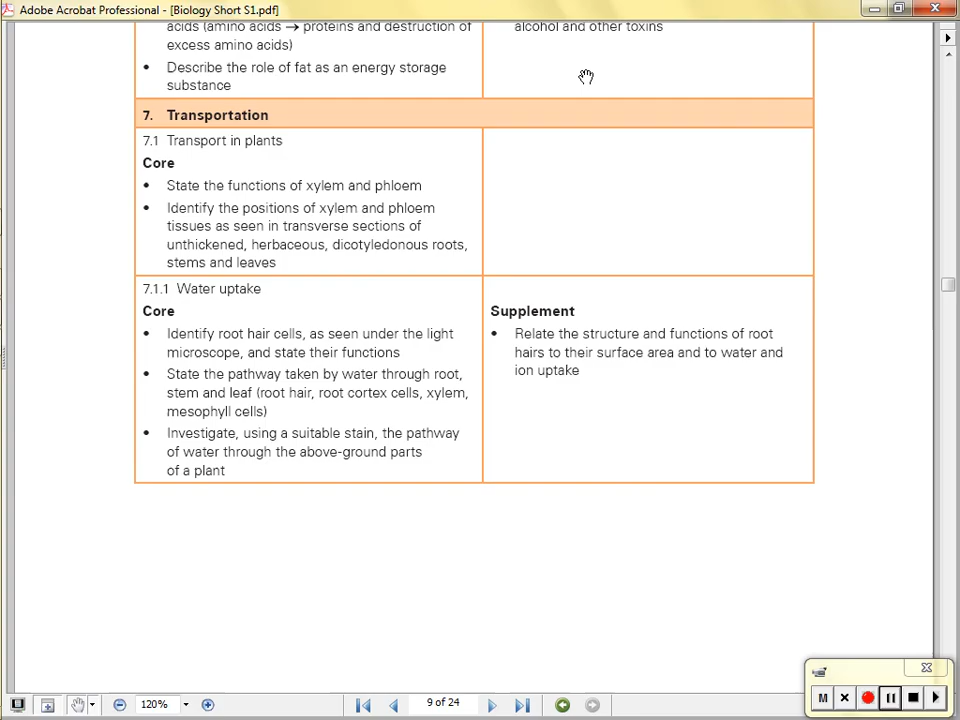 Adobe Acrobat Professional - [Biology Short S1.pdf]
acids (amino acids → proteins and destruction of
excess amino acids)
• Describe the role of fat as an energy storage
substance
alcohol and other toxins
7. Transportation
7.1 Transport in plants
Core
• State the functions of xylem and phloem
• Identify the positions of xylem and phloem
tissues as seen in transverse sections of
unthickened, herbaceous, dicotyledonous roots,
stems and leaves
7.1.1 Water uptake
Core
• Identify root hair cells, as seen under the light
microscope, and state their functions
• State the pathway taken by water through root,
stem and leaf (root hair, root cortex cells, xylem,
mesophyll cells)
• Investigate, using a suitable stain, the pathway
of water through the above-ground parts
of a plant
Supplement
• Relate the structure and functions of root
hairs to their surface area and to water and
ion uptake
120%
9 of 24
M